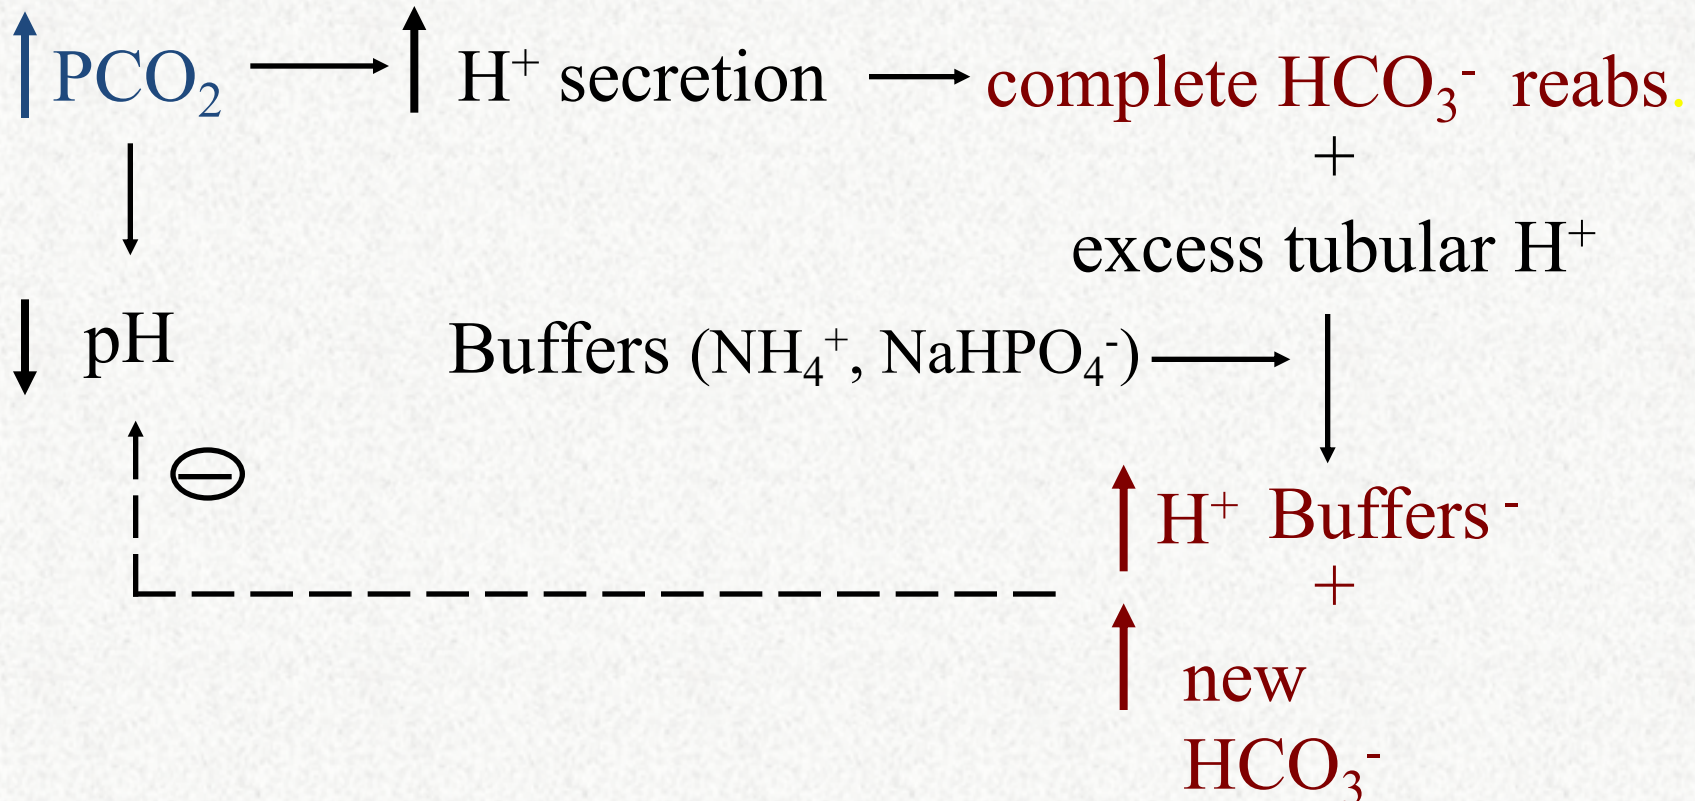 ↑ PCO₂ → ↑ H⁺ secretion → complete HCO₃⁻ reabs.
+
excess tubular H⁺
↓ pH Buffers (NH₄⁺, NaHPO₄⁻)
↑ H⁺ Buffers⁻
+
↑ new
HCO₃⁻